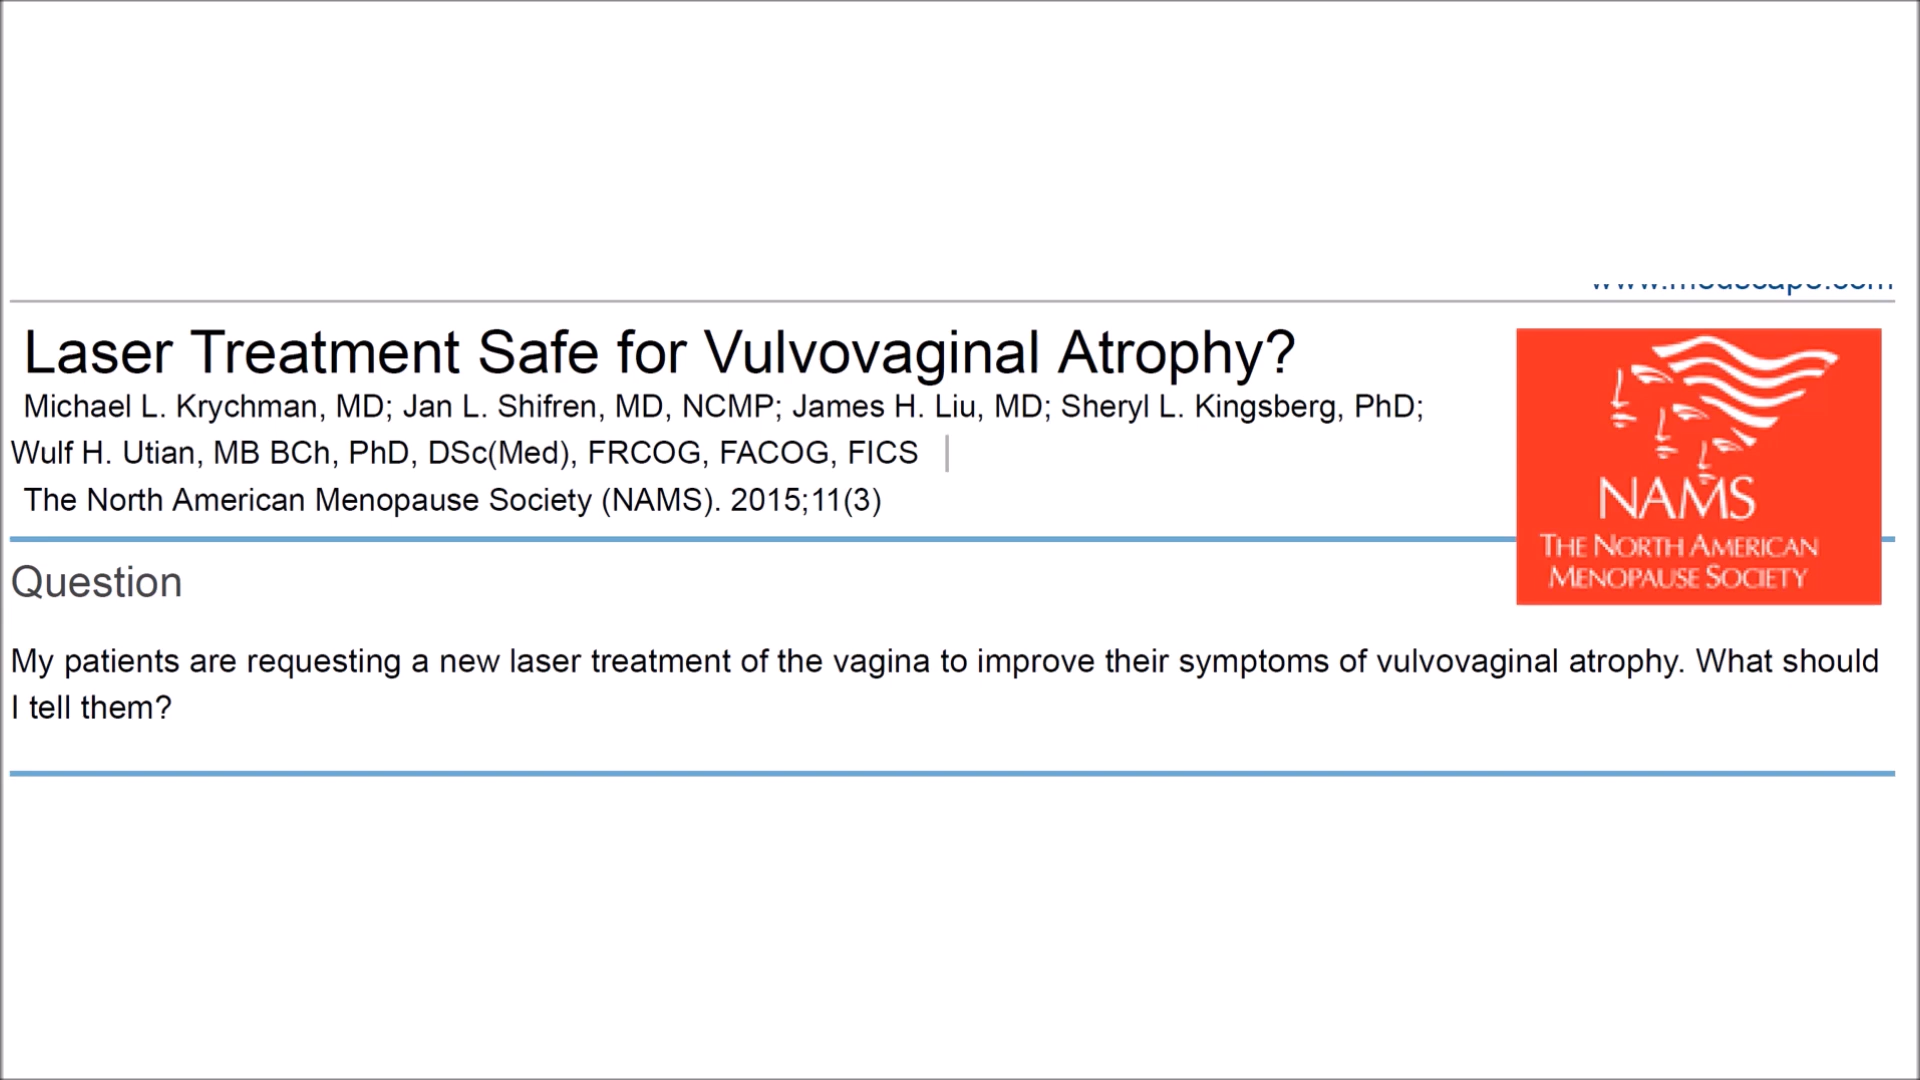 www.medscape.com
Laser Treatment Safe for Vulvovaginal Atrophy?
Michael L. Krychman, MD; Jan L. Shifren, MD, NCMP; James H. Liu, MD; Sheryl L. Kingsberg, PhD;
Wulf H. Utian, MB BCh, PhD, DSc(Med), FRCOG, FACOG, FICS
The North American Menopause Society (NAMS). 2015;11(3)
NAMS
THE NORTH AMERICAN
MENOPAUSE SOCIETY
Question
My patients are requesting a new laser treatment of the vagina to improve their symptoms of vulvovaginal atrophy. What should
I tell them?